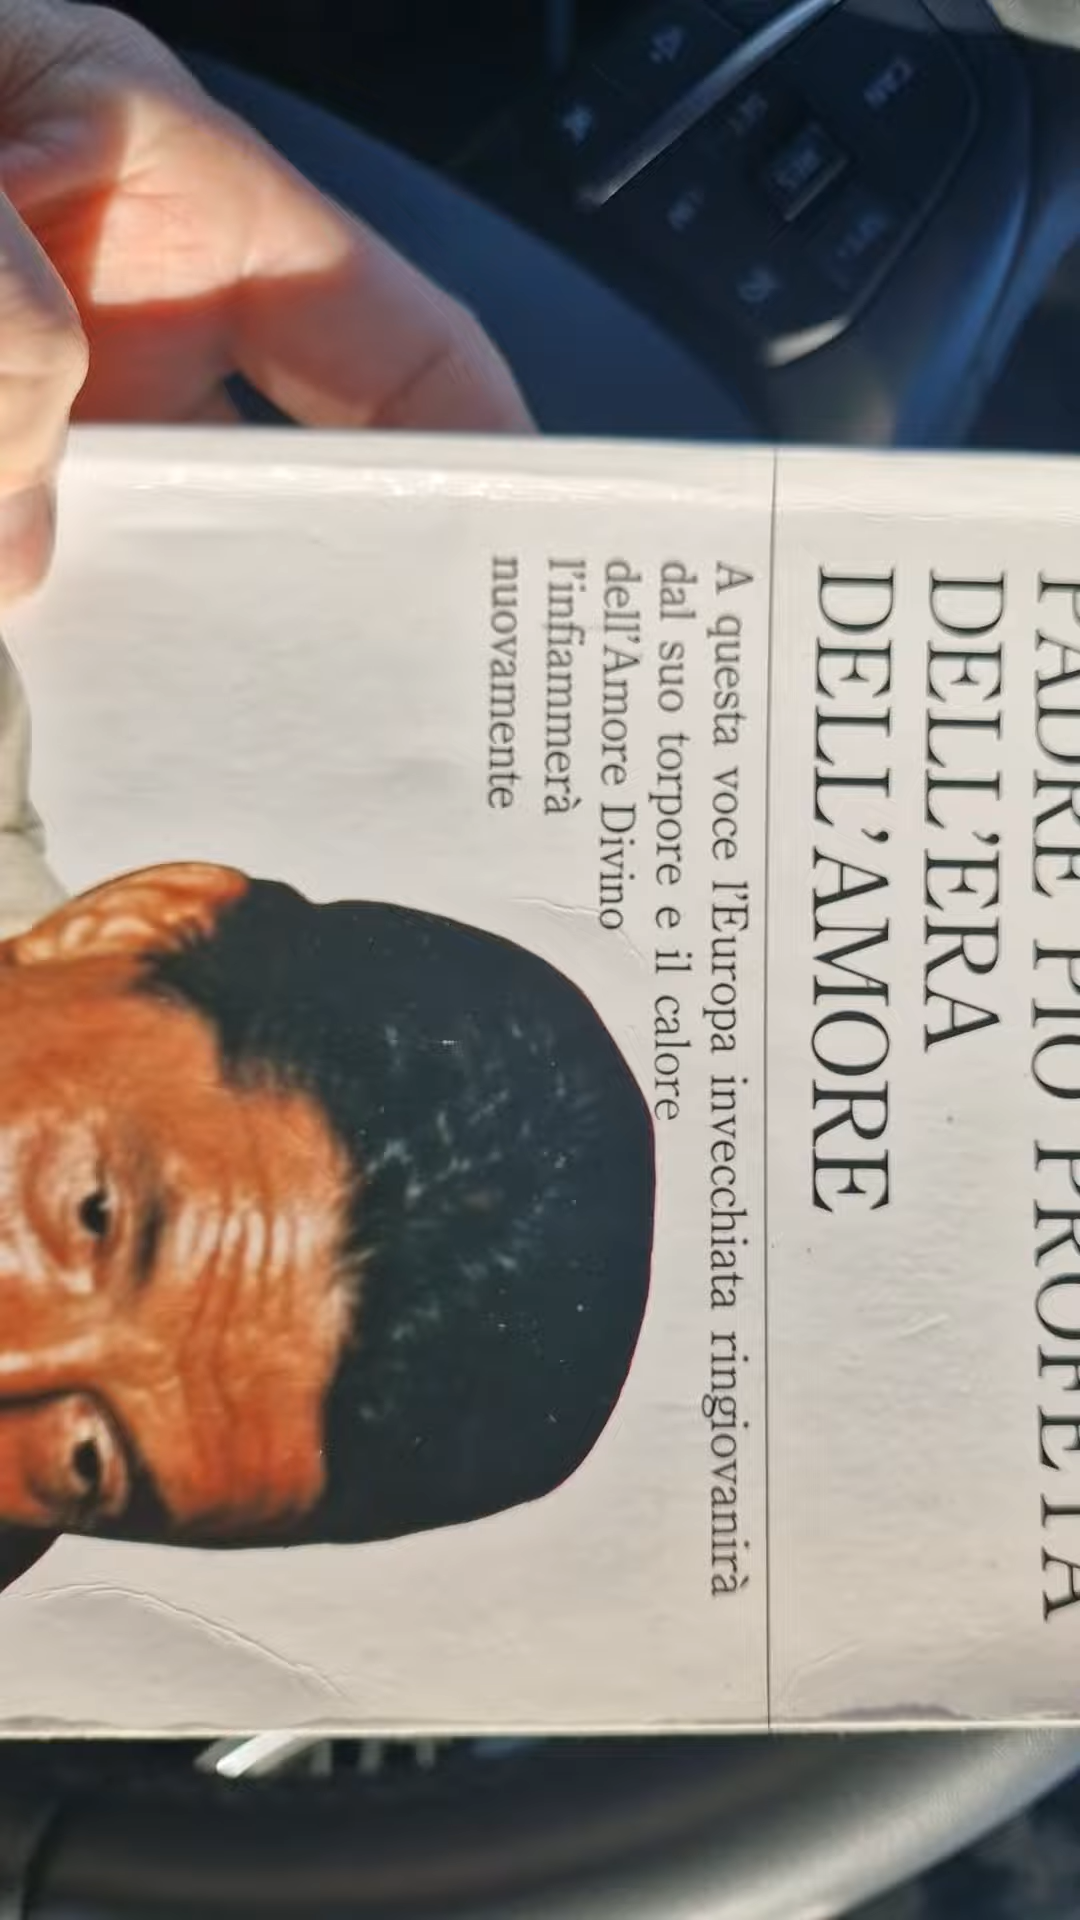 PADRE PIO PROFETA
DELL'ERA
DELL'AMORE
A questa voce l'Europa invecchiata ringiovanirà
dal suo torpore e il calore
dell'Amore Divino
l'infiammerà
nuovamente
CAN